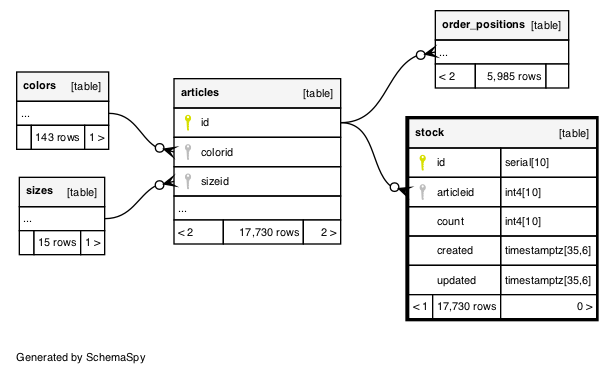 order_positions [table]
...
< 2 5,985 rows
colors [table]
...
143 rows 1 >
articles [table]
id
colorid
sizeid
...
< 2 17,730 rows 2 >
stock [table]
id serial[10]
articleid int4[10]
count int4[10]
created timestamptz[35,6]
updated timestamptz[35,6]
< 1 17,730 rows 0 >
sizes [table]
...
15 rows 1 >
Generated by SchemaSpy